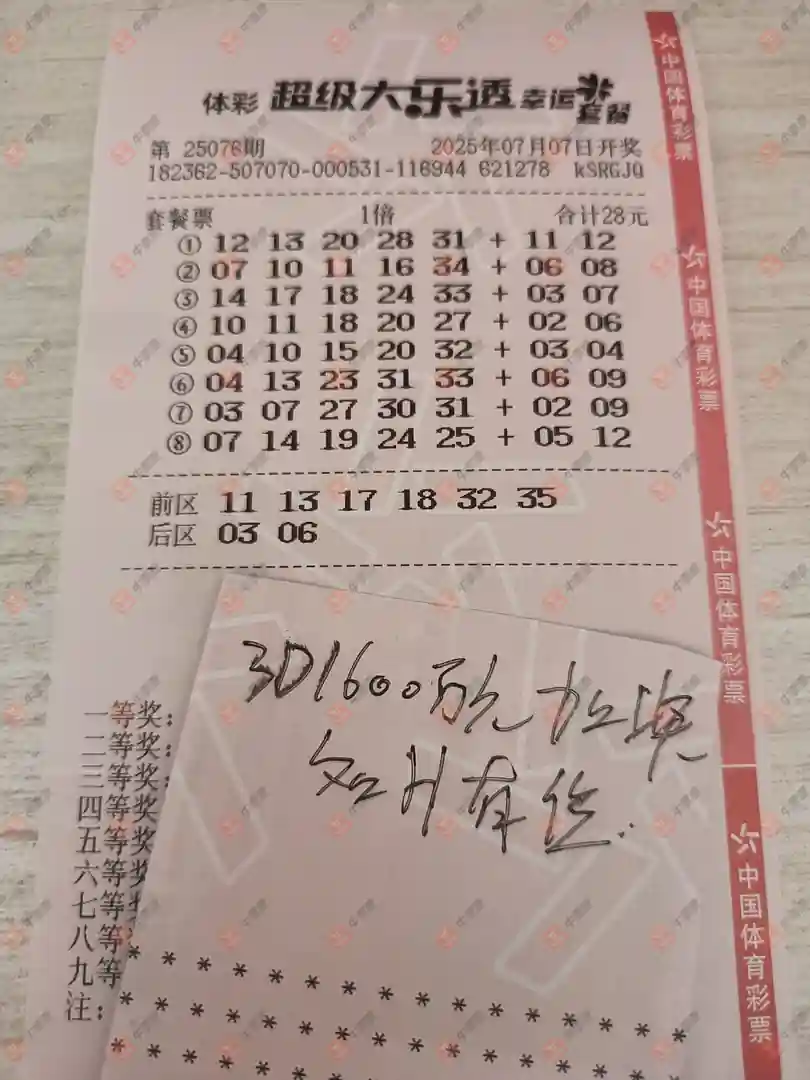 体彩 超级大乐透 幸运套餐
第 25076期 2025年07月07日开奖
182362-507070-000531-116944 621278 kSRGJQ
套餐票 1倍 合计28元
① 12 13 20 28 31 + 11 12
② 07 10 11 16 34 + 06 08
③ 14 17 18 24 33 + 03 07
④ 10 11 18 20 27 + 02 06
⑤ 04 10 15 20 32 + 03 04
⑥ 04 13 23 31 33 + 06 09
⑦ 03 07 27 30 31 + 02 09
⑧ 07 14 19 24 25 + 05 12
前区 11 13 17 18 32 35
后区 03 06
3D1600万元加奖
如火有金..
一等奖:
二等奖:
三等奖:
四等奖
五等奖
六等奖
七等
八等
九等
注:
* * * * * * * * * * * * * * *
* * * * * * * * * * * * * * * *
* * * * * * * * * * *
中国体育彩票
中国体育彩票
中国体育彩票
中国体育彩票